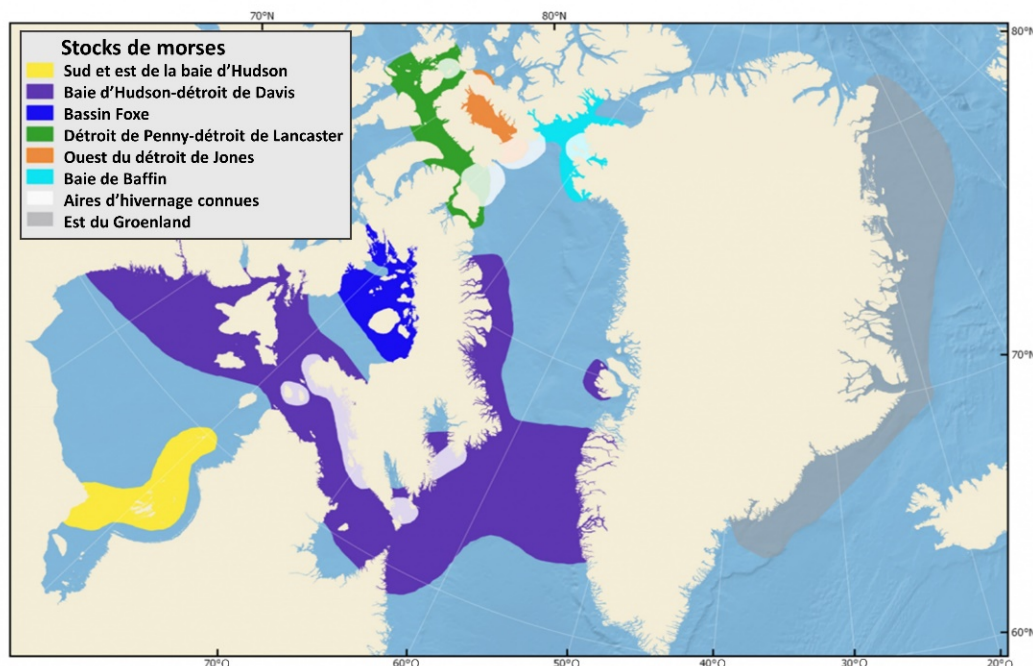 70°N
80°N
80°N
Stocks de morses
Sud et est de la baie d'Hudson
Baie d'Hudson-détroit de Davis
Bassin Foxe
Détroit de Penny-détroit de Lancaster
Ouest du détroit de Jones
Baie de Baffin
Aires d'hivernage connues
Est du Groenland
70°N
60°N
70°O
60°O
50°O
40°O
30°O
20°O